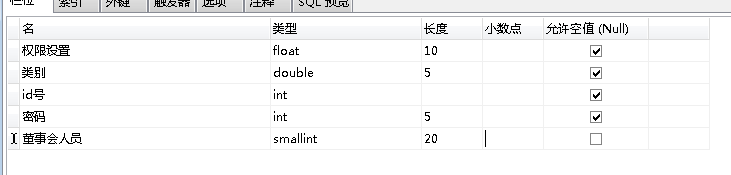 栏位 索引 外键 触发器 选项 注释 SQL 预览
名 类型 长度 小数点 允许空值 (Null)
权限设置 float 10
类别 double 5
id号 int
密码 int 5
董事会人员 smallint 20